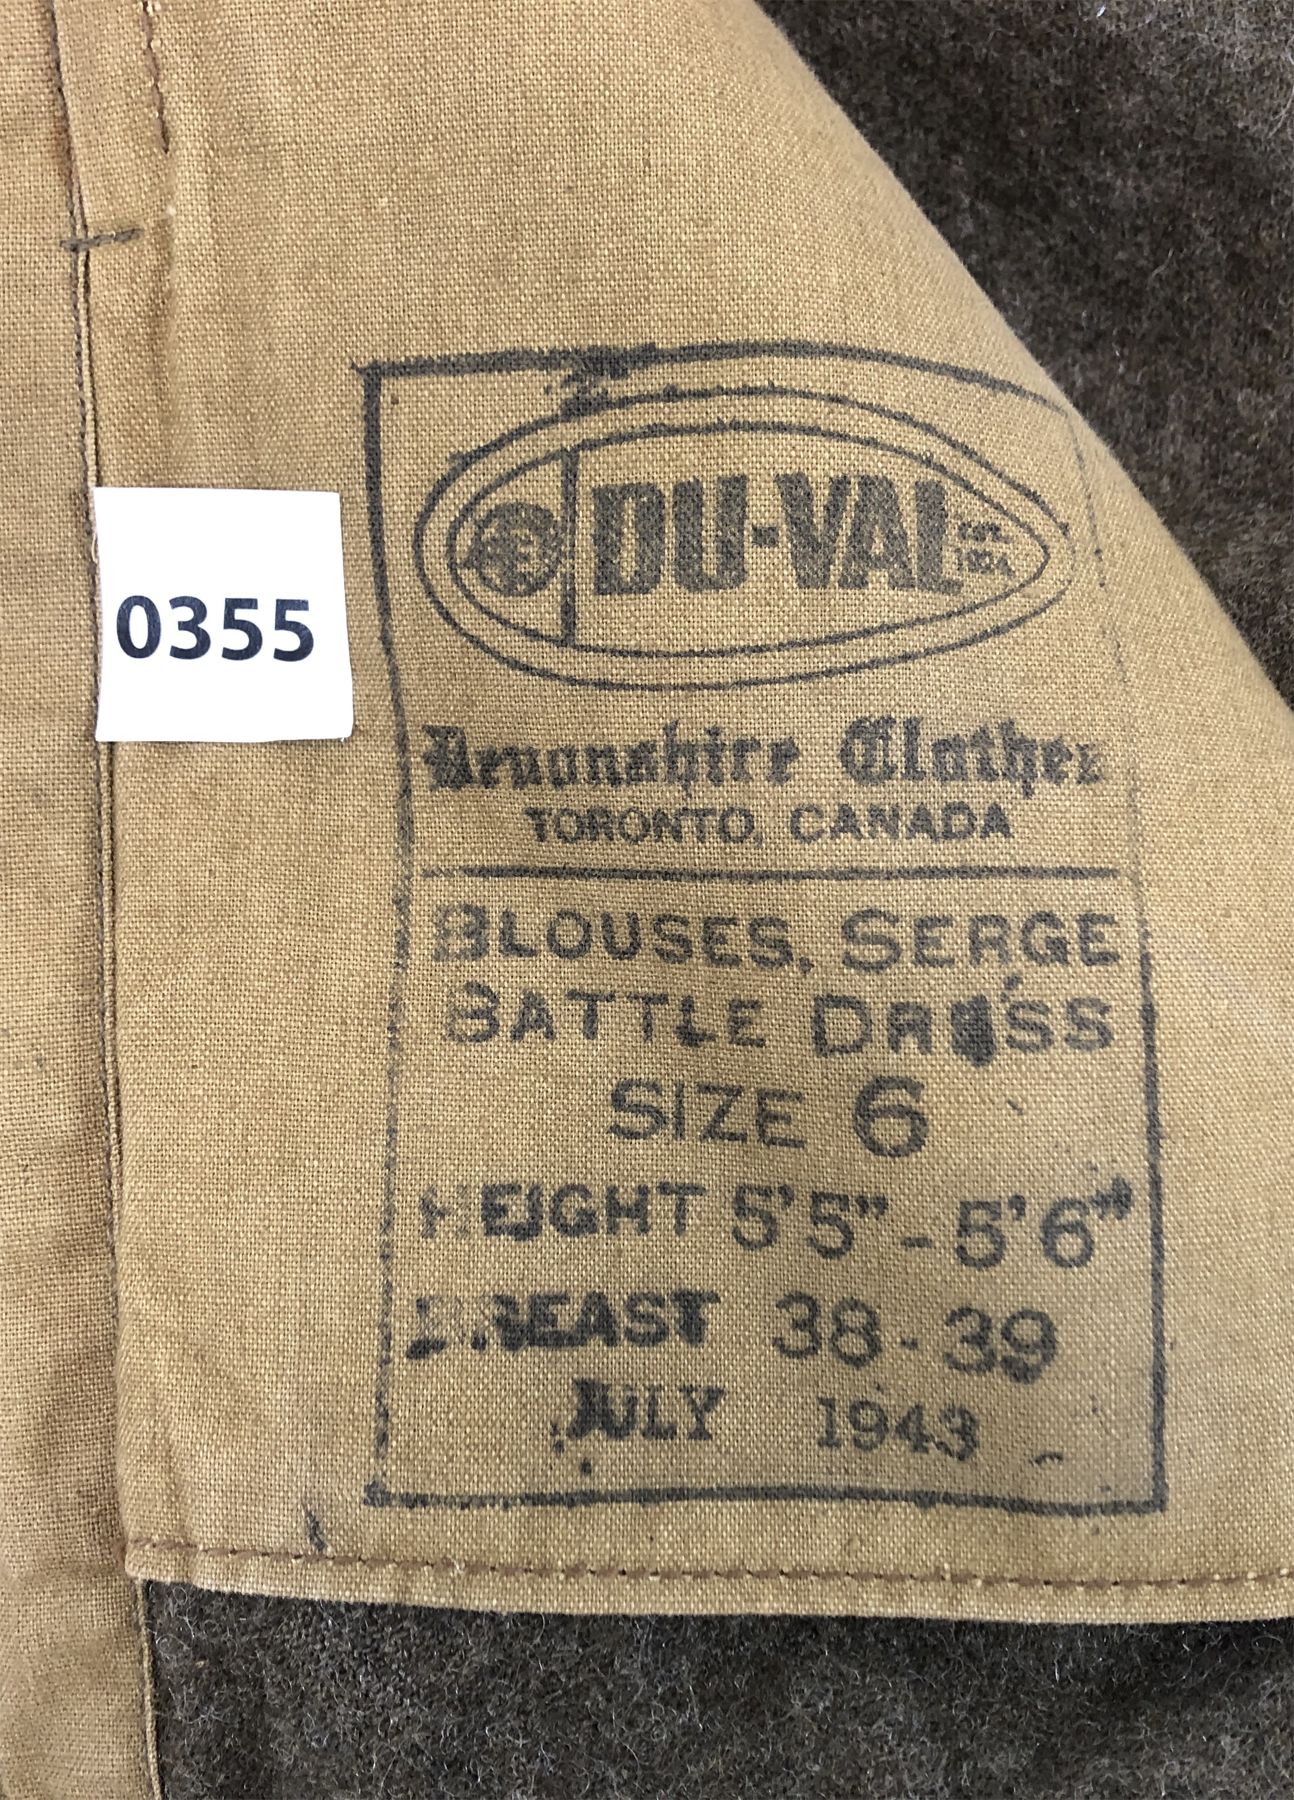 0355
DU-VAL
Devonshire Clothes
TORONTO, CANADA
BLOUSES, SERGE
BATTLE DRESS
SIZE 6
HEIGHT 5'5" - 5'6"
BREAST 38 - 39
JULY 1943